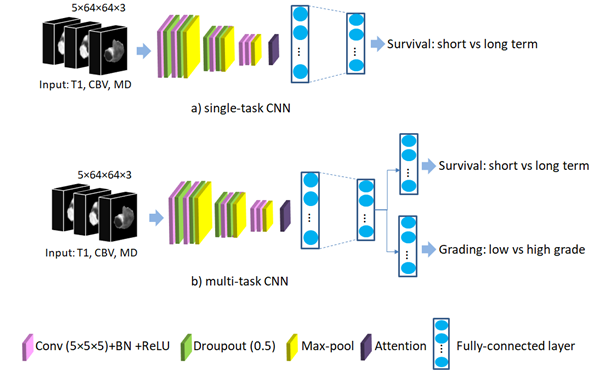 5×64×64×3
Input: T1, CBV, MD
Survival: short vs long term
a) single-task CNN
5×64×64×3
Input: T1, CBV, MD
Survival: short vs long term
Grading: low vs high grade
b) multi-task CNN
Conv (5×5×5)+BN +ReLU
Droupout (0.5)
Max-pool
Attention
Fully-connected layer